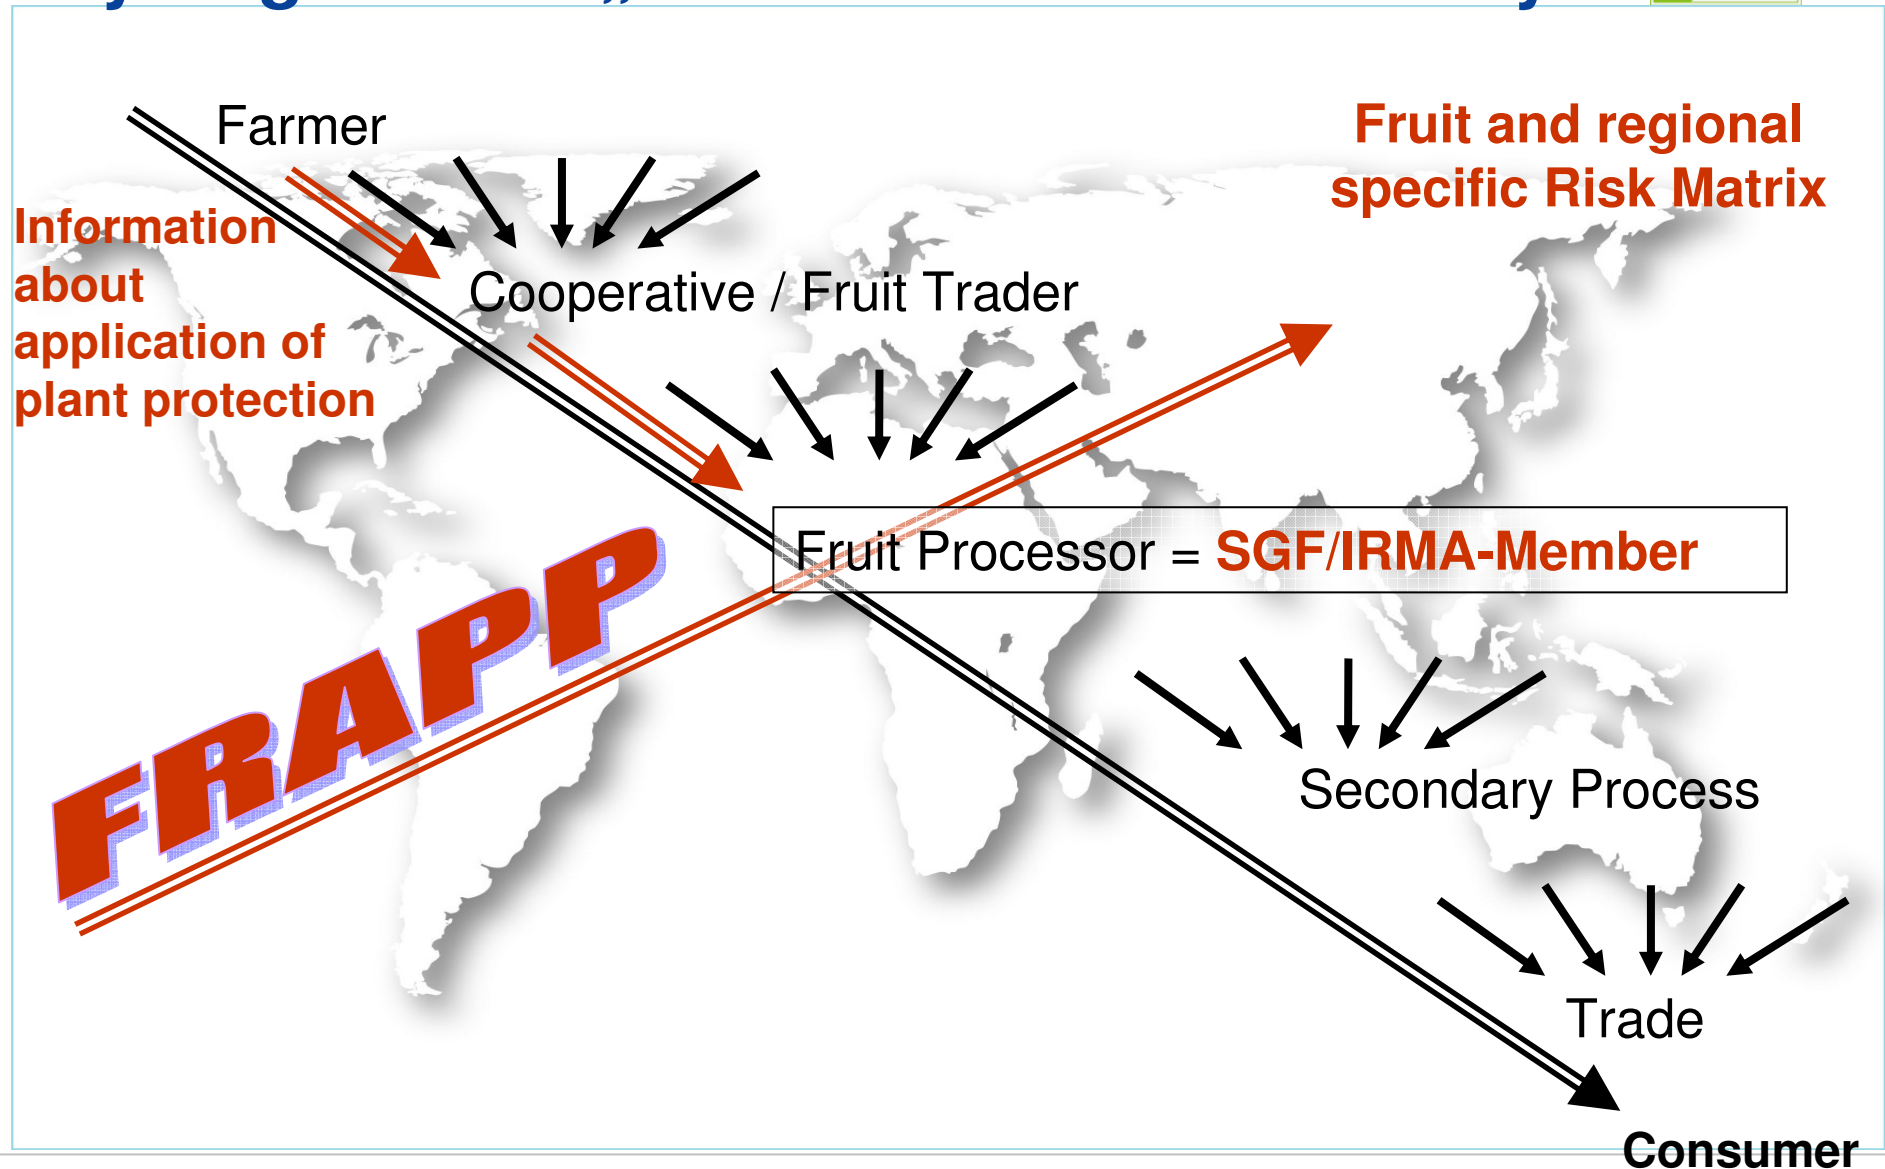 Farmer
Fruit and regional
specific Risk Matrix
Information
about
application of
plant protection
Cooperative / Fruit Trader
Fruit Processor = SGF/IRMA-Member
FRAPP
Secondary Process
Trade
Consumer